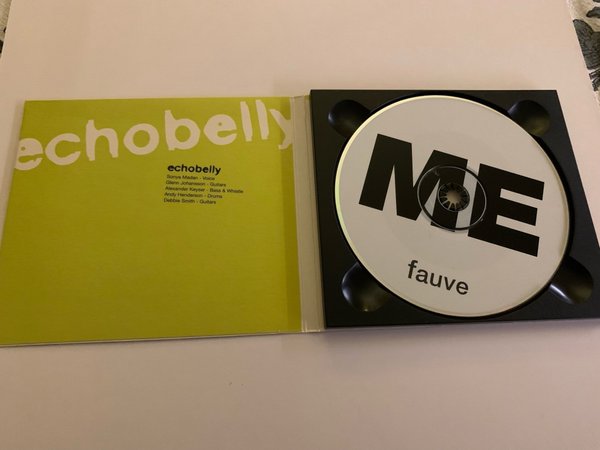 echobelly
echobelly
Sonya Madan - Voice
Glenn Johansson - Guitars
Alexander Keyser - Bass & Whistle
Andy Henderson - Drums
Debbie Smith - Guitars
ME
fauve